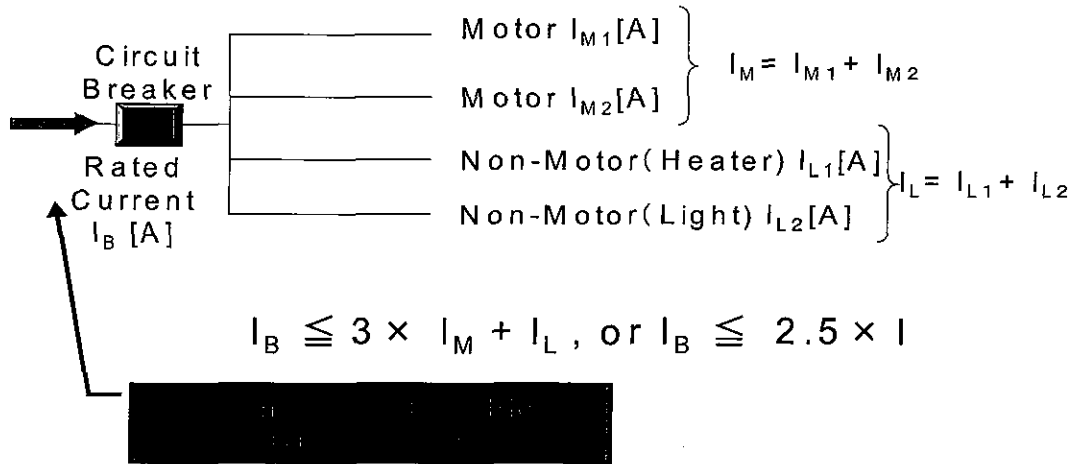 Circuit
Breaker
Rated
Current
I_B [A]
Motor I_M1[A]
Motor I_M2[A]
I_M= I_M1+ I_M2
Non-Motor(Heater) I_L1[A]
Non-Motor(Light) I_L2[A]
I_L= I_L1+ I_L2
I_B ≦ 3 × I_M + I_L , or I_B ≦ 2.5 × I